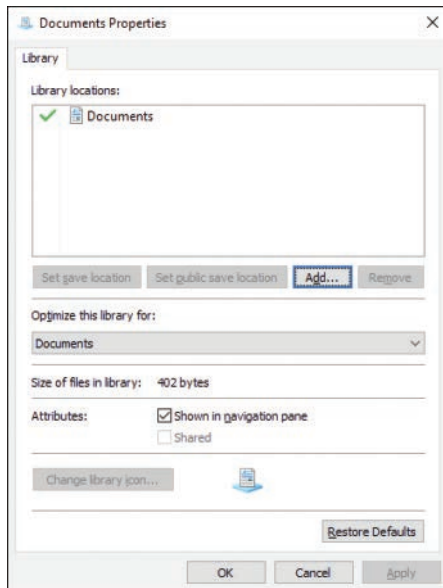 Documents Properties
Library
Library locations:
Documents
Set save location Set public save location Add... Remove
Optimize this library for:
Documents
Size of files in library: 402 bytes
Attributes: Shown in navigation pane
Shared
Change library icon...
Restore Defaults
OK Cancel Apply